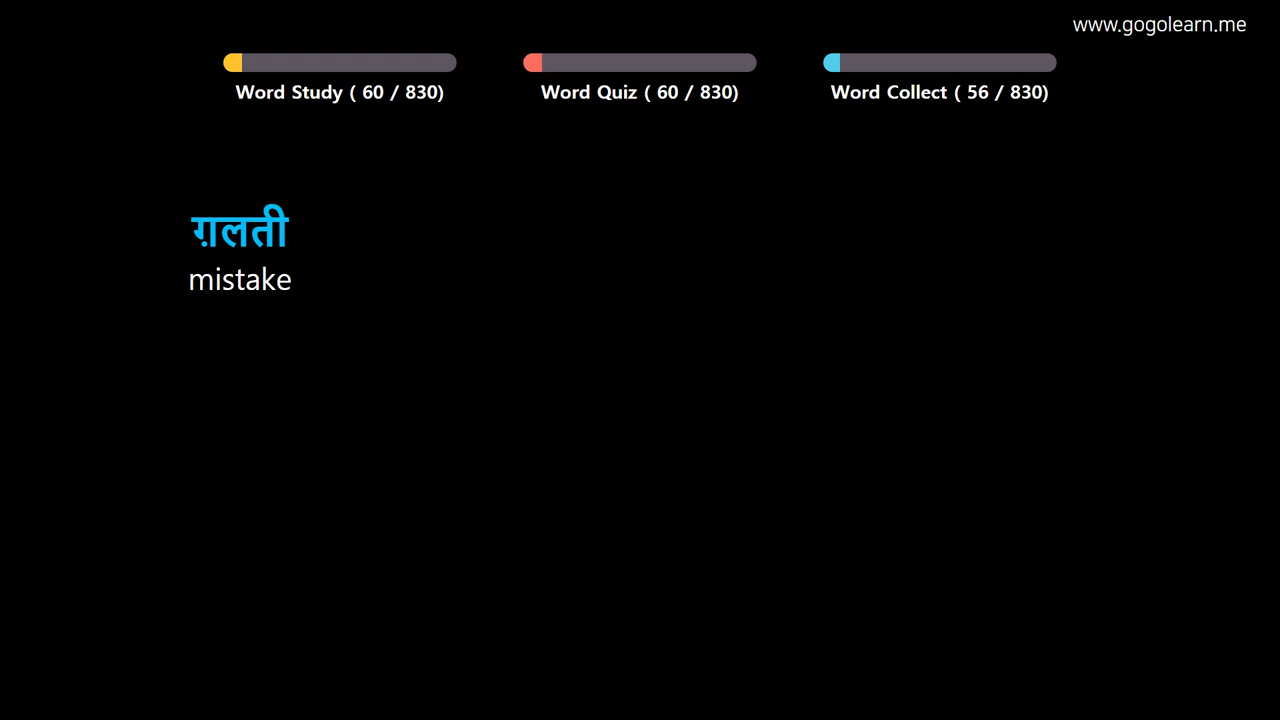 www.gogolearn.me
Word Study ( 60 / 830)
Word Quiz ( 60 / 830)
Word Collect ( 56 / 830)
ग़लती
mistake